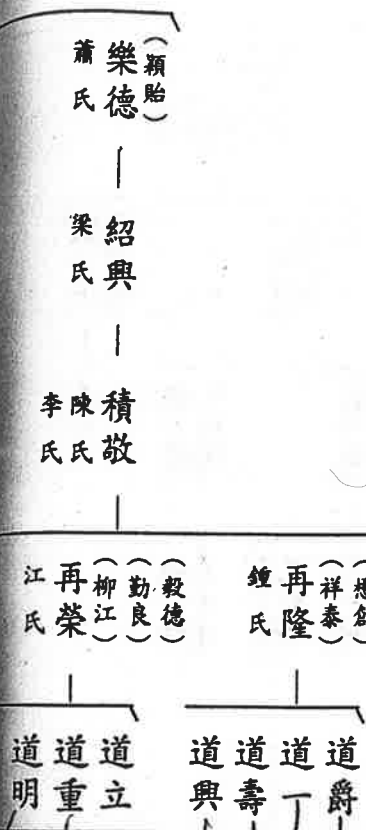 （穎貽）
樂德
蕭氏
紹興
梁氏
積敬
陳氏
李氏
（祥泰）
再隆
鍾氏
（毅德）
（勤良）
（柳江）
再榮
江氏
道爵
道一
道壽
道興
道立
道重
道明